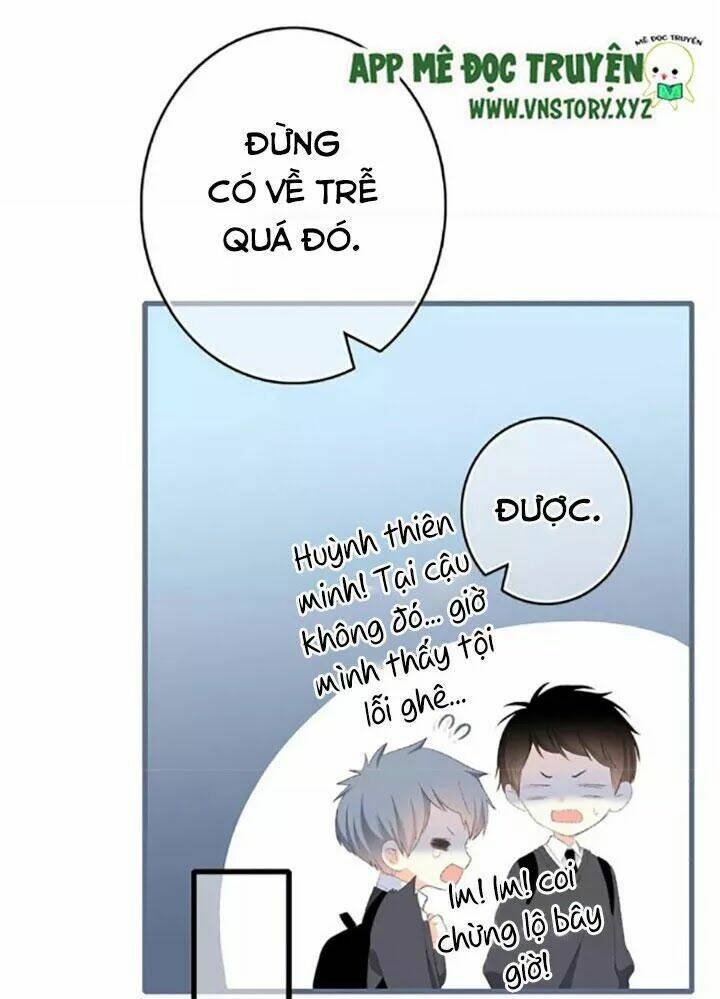 MÊ ĐỌC TRUYỆN
APP MÊ ĐỌC TRUYỆN
WWW.VNSTORY.XYZ
ĐỪNG
CÓ VỀ TRỄ
QUÁ ĐÓ.
ĐƯỢC.
Huỳnh thiên
minh! Tại cậu
không đó... giờ
mình thấy tội
lỗi ghê...
Im! Im! coi
chừng lộ bây
giờ!